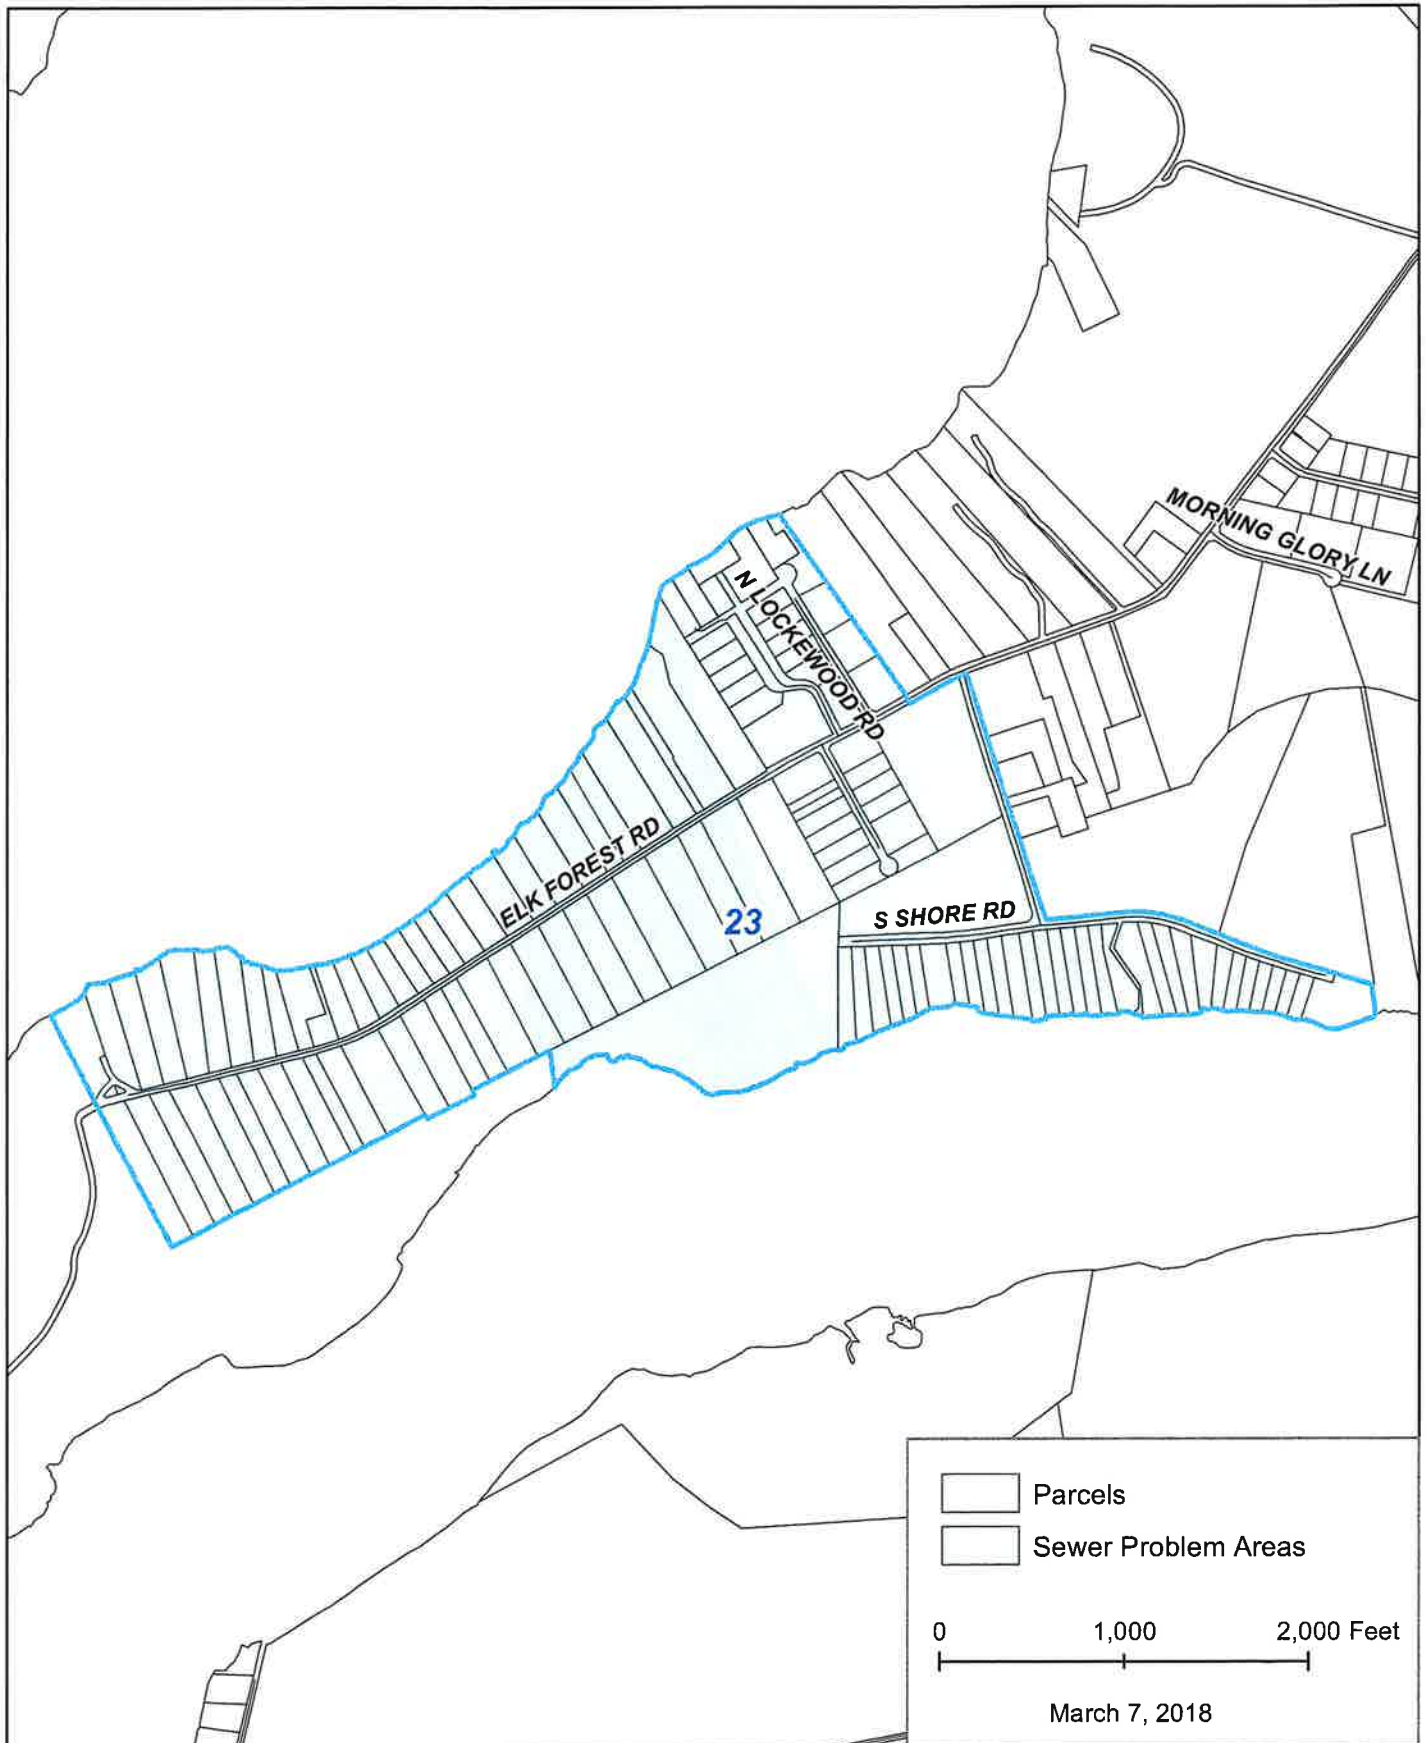 MORNING GLORY LN
N LOCKEWOOD RD
ELK FOREST RD
23
S SHORE RD
Parcels
Sewer Problem Areas
0 1,000 2,000 Feet
March 7, 2018